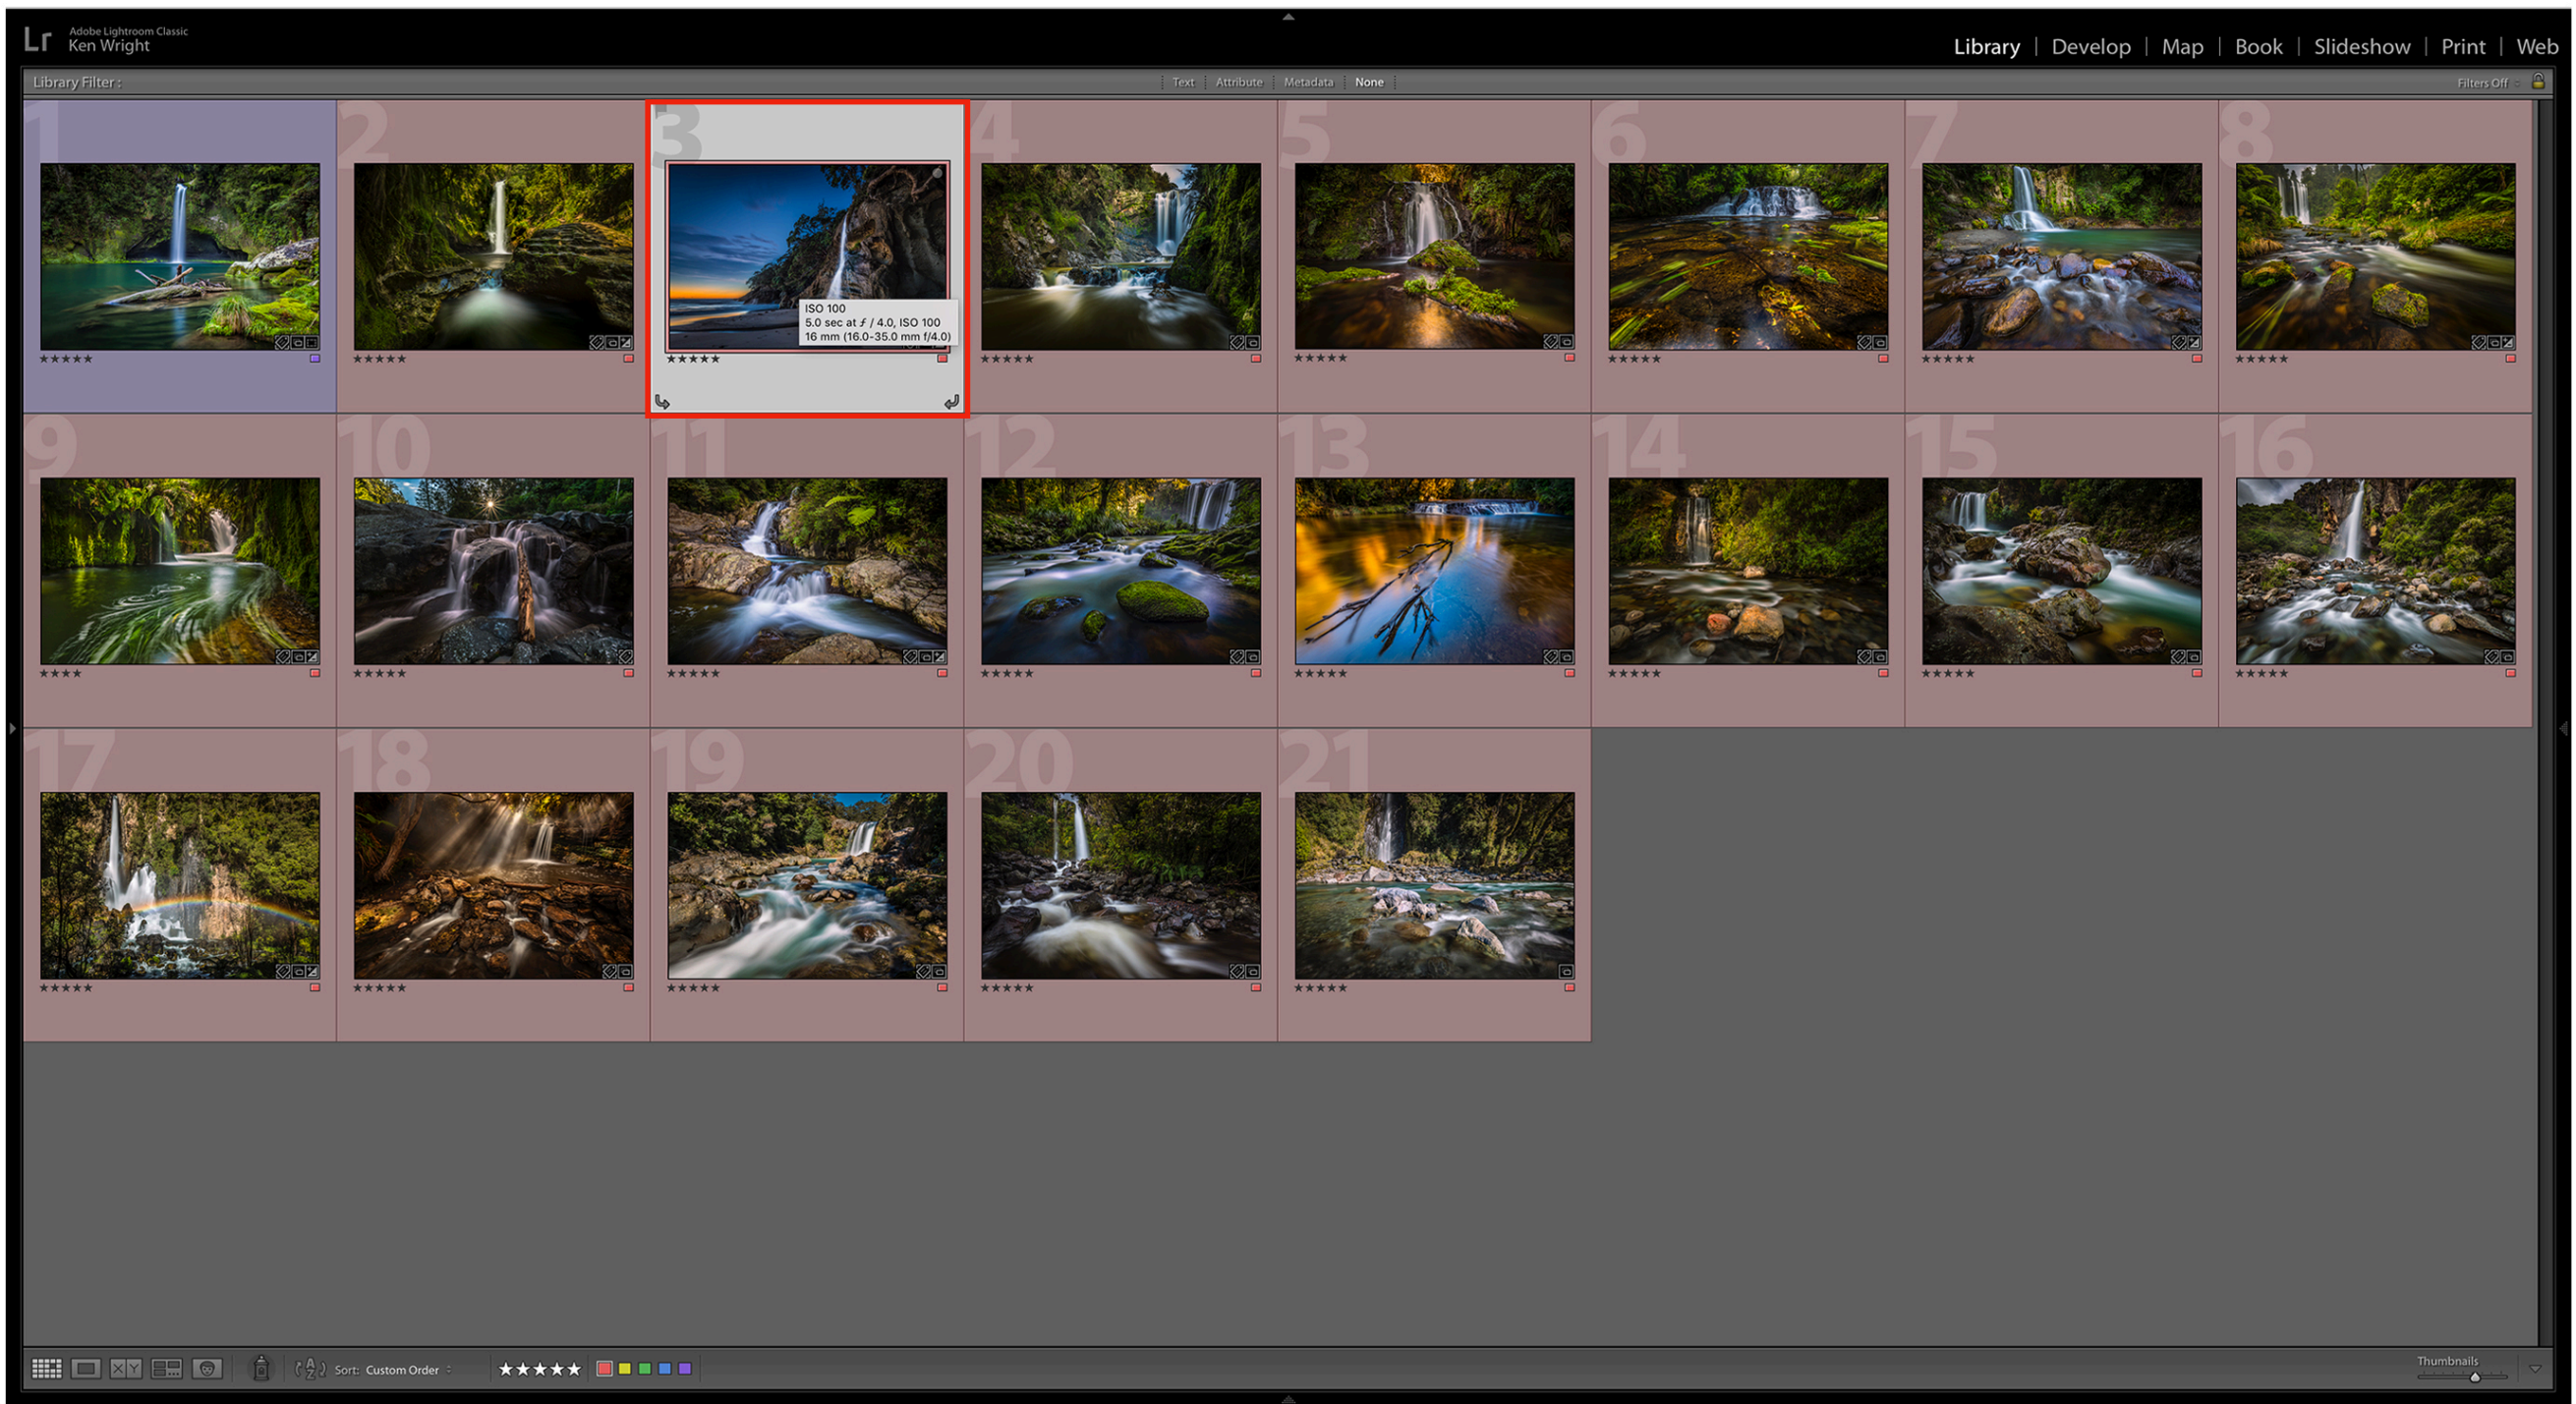 Lr
Adobe Lightroom Classic
Ken Wright
Library | Develop | Map | Book | Slideshow | Print | Web
Library Filter :
Text
Attribute
Metadata
None
Filters Off
1
2
3
4
5
6
7
8
ISO 100
5.0 sec at ƒ / 4.0, ISO 100
16 mm (16.0-35.0 mm f/4.0)
9
10
11
12
13
14
15
16
17
18
19
20
21
XY
AZ
Sort: Custom Order
Thumbnails